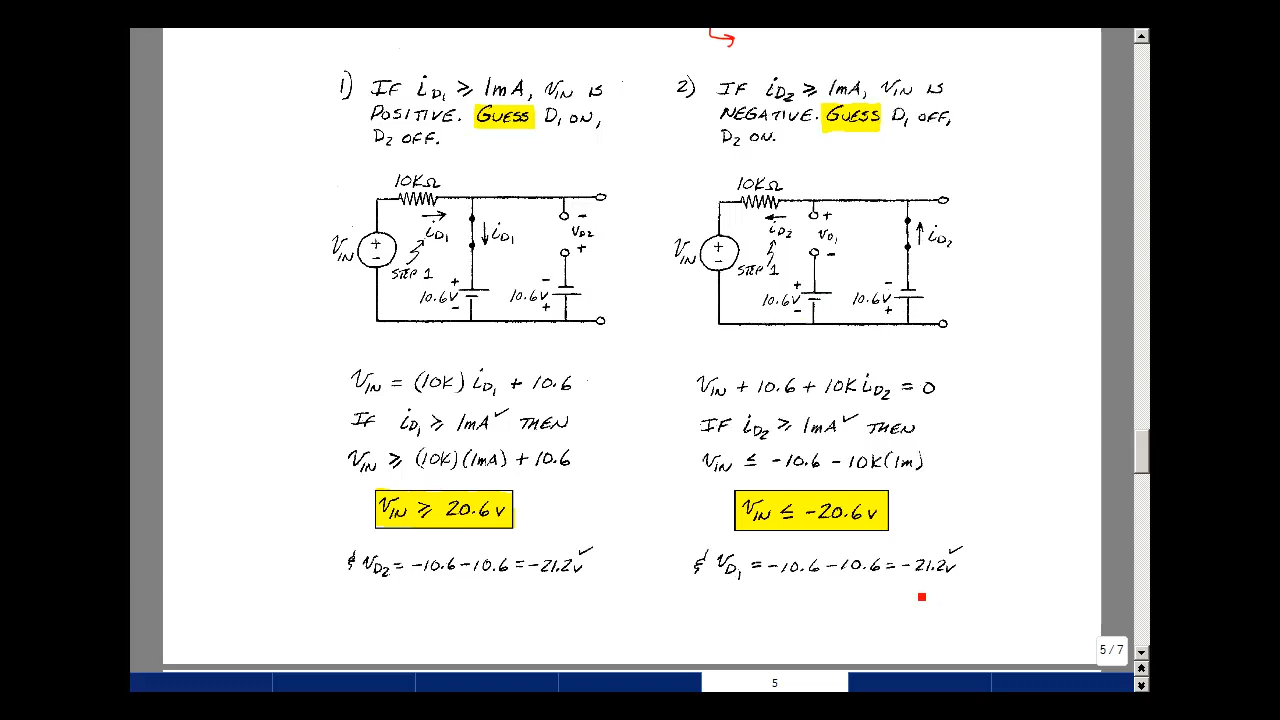 1) IF iD1 ≥ 1mA, VIN IS
POSITIVE. GUESS D1 ON,
D2 OFF.
10KΩ
iD1
iD1
STEP 1
VIN
+
-
+
10.6V
-
-
VD2
+
-
10.6V
+
VIN = (10K) iD1 + 10.6
IF iD1 ≥ 1mA✓ THEN
VIN ≥ (10K)(1mA) + 10.6
VIN ≥ 20.6V
& VD2 = -10.6 - 10.6 = -21.2V✓
2) IF iD2 ≥ 1mA, VIN IS
NEGATIVE. GUESS D1 OFF,
D2 ON.
10KΩ
iD2
STEP 1
VIN
+
-
+
VD1
-
+
10.6V
-
iD2
-
10.6V
+
VIN + 10.6 + 10K iD2 = 0
IF iD2 ≥ 1mA✓ THEN
VIN ≤ -10.6 - 10K(1m)
VIN ≤ -20.6V
& VD1 = -10.6 - 10.6 = -21.2V✓
5 / 7
5